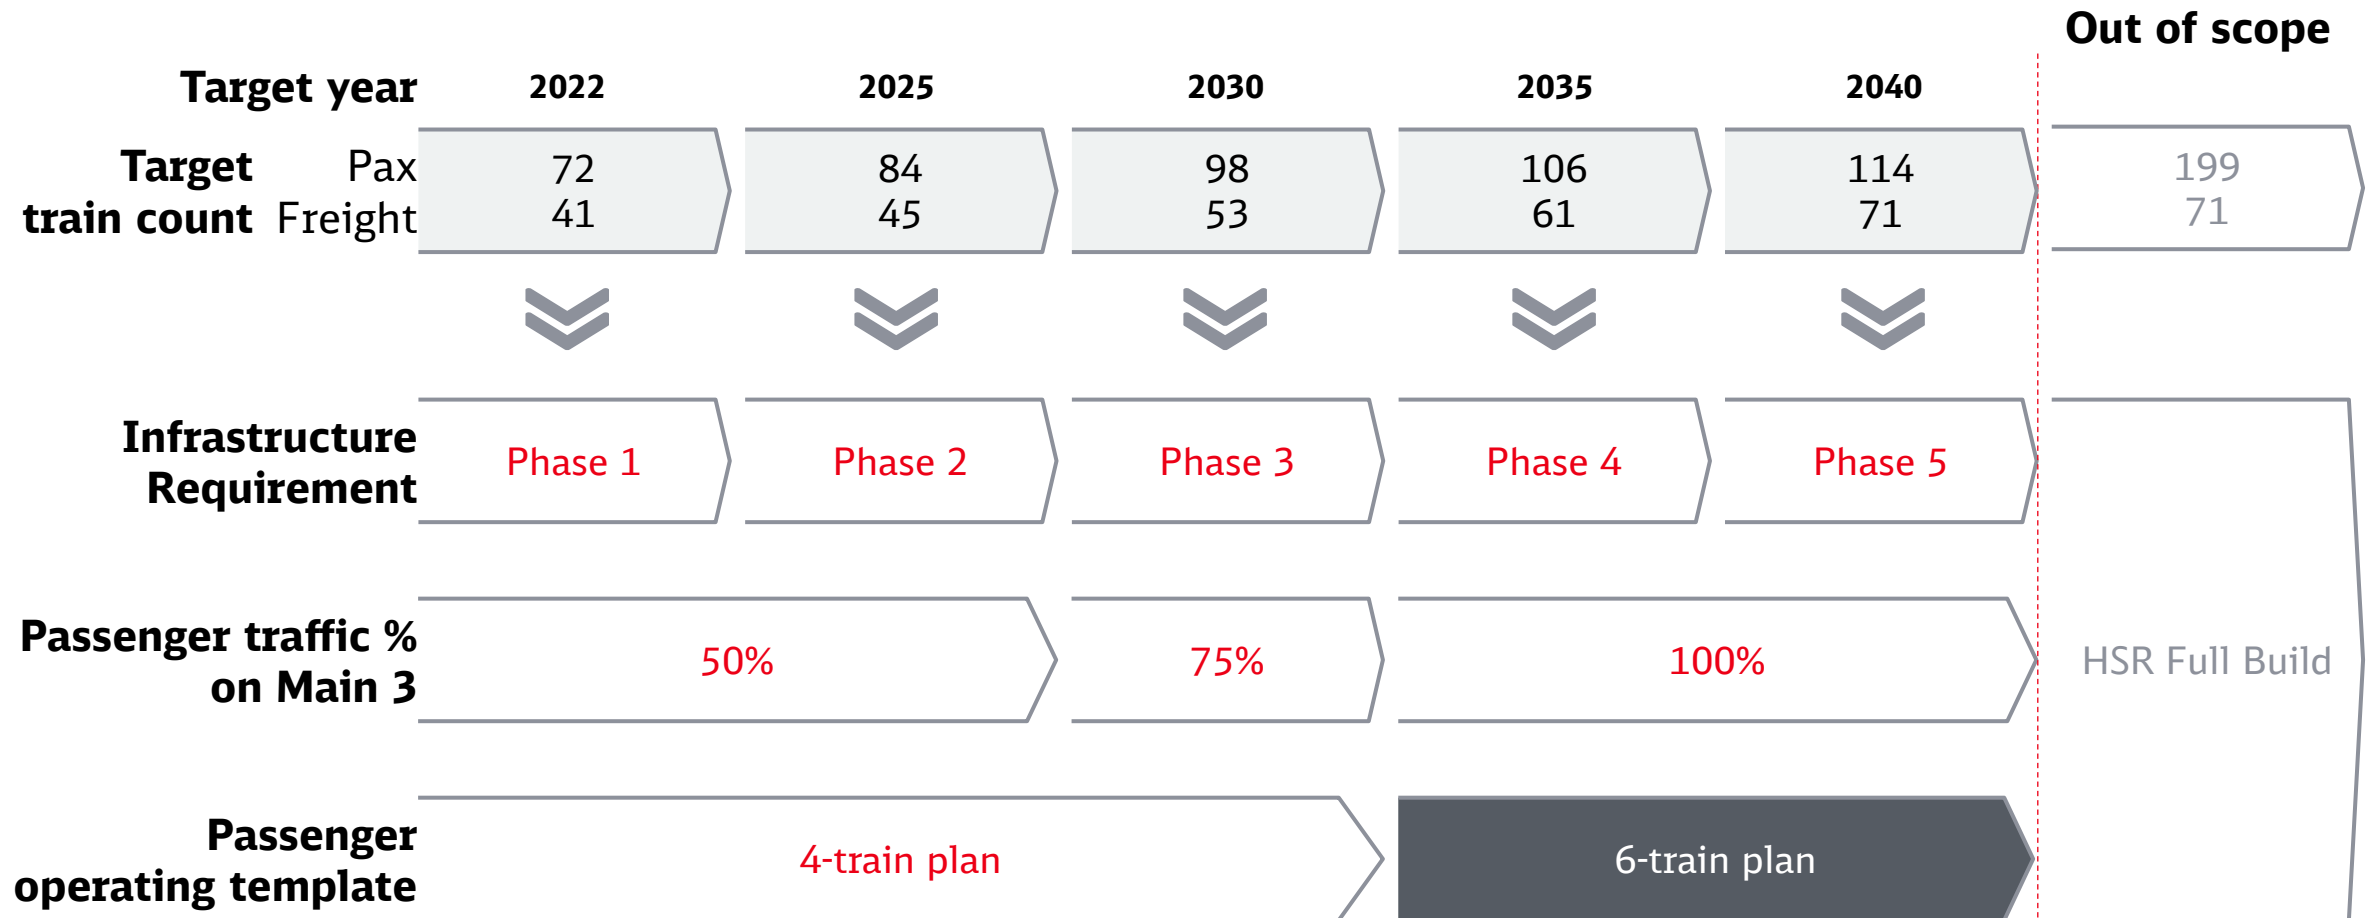 Out of scope
Target year 2022 2025 2030 2035 2040
Target Pax 72 84 98 106 114 199
train count Freight 41 45 53 61 71 71
Infrastructure
Requirement
Phase 1 Phase 2 Phase 3 Phase 4 Phase 5
Passenger traffic %
on Main 3
50% 75% 100% HSR Full Build
Passenger
operating template
4-train plan 6-train plan